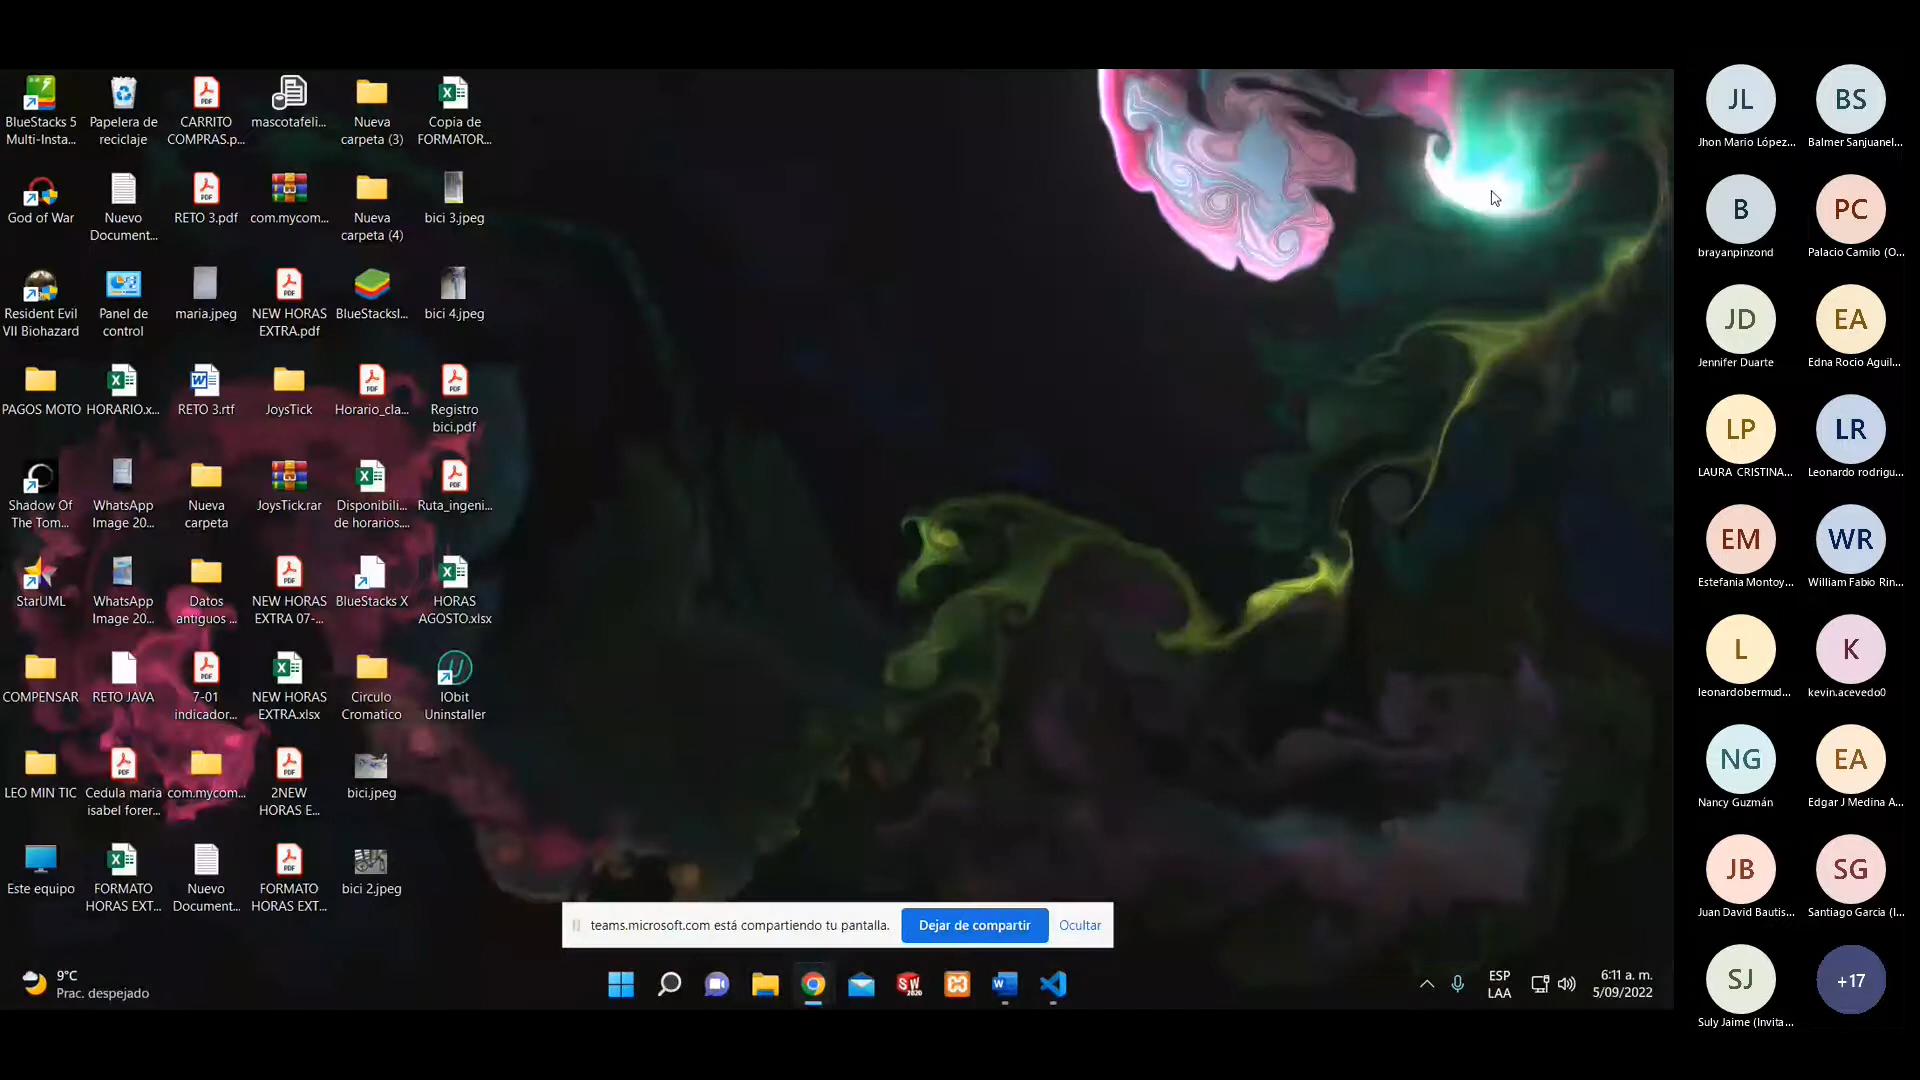 BlueStacks 5
Multi-Insta...
Papelera de
reciclaje
CARRITO
COMPRAS.p...
mascotafeli...
Nueva
carpeta (3)
Copia de
FORMATOR...
God of War
Nuevo
Document...
RETO 3.pdf
com.mycom...
Nueva
carpeta (4)
bici 3.jpeg
Resident Evil
VII Biohazard
Panel de
control
maria.jpeg
NEW HORAS
EXTRA.pdf
BlueStacksI...
bici 4.jpeg
PAGOS MOTO
HORARIO.x...
RETO 3.rtf
JoysTick
Horario_cla...
Registro
bici.pdf
Shadow Of
The Tom...
WhatsApp
Image 20...
Nueva
carpeta
JoysTick.rar
Disponibili...
de horarios....
Ruta_ingeni...
StarUML
WhatsApp
Image 20...
Datos
antiguos ...
NEW HORAS
EXTRA 07-...
BlueStacks X
HORAS
AGOSTO.xlsx
COMPENSAR
RETO JAVA
7-01
indicador...
NEW HORAS
EXTRA.xlsx
Circulo
Cromatico
IObit
Uninstaller
LEO MIN TIC
Cedula maria
isabel forer...
com.mycom...
2NEW
HORAS E...
bici.jpeg
Este equipo
FORMATO
HORAS EXT...
Nuevo
Document...
FORMATO
HORAS EXT...
bici 2.jpeg
teams.microsoft.com está compartiendo tu pantalla.
Dejar de compartir
Ocultar
9°C
Prac. despejado
SW
2020
ESP
LAA
6:11 a. m.
5/09/2022
JL
Jhon Mario López...
BS
Balmer Sanjuanel...
B
brayanpinzond
PC
Palacio Camilo (O...
JD
Jennifer Duarte
EA
Edna Rocio Aguil...
LP
LAURA CRISTINA...
LR
Leonardo rodrigu...
EM
Estefania Montoy...
WR
William Fabio Rin...
L
leonardobermud...
K
kevin.acevedo0
NG
Nancy Guzmán
EA
Edgar J Medina A...
JB
Juan David Bautis...
SG
Santiago Garcia (I...
SJ
Suly Jaime (Invita...
+17